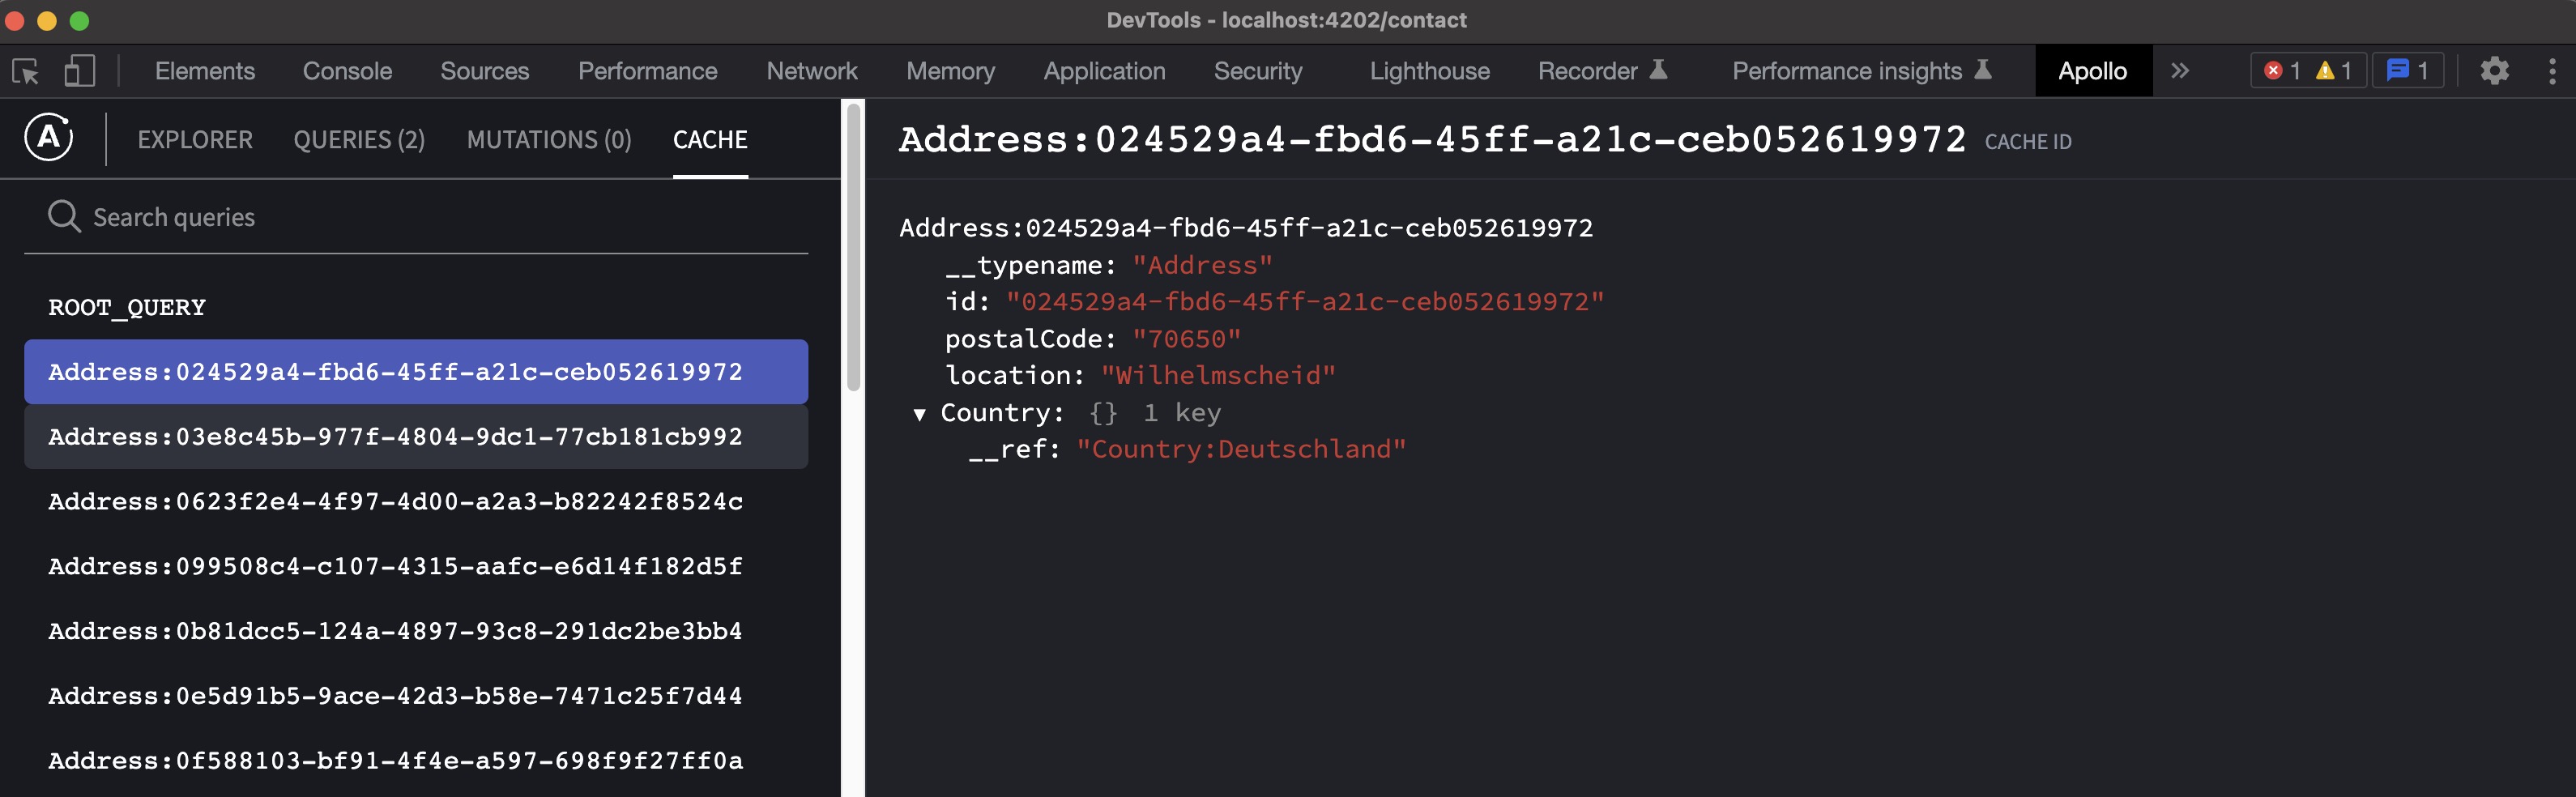 DevTools - localhost:4202/contact
Elements Console Sources Performance Network Memory Application Security Lighthouse Recorder Performance insights Apollo » 1 1 1
A EXPLORER QUERIES (2) MUTATIONS (0) CACHE
Search queries
ROOT_QUERY
Address:024529a4-fbd6-45ff-a21c-ceb052619972
Address:03e8c45b-977f-4804-9dc1-77cb181cb992
Address:0623f2e4-4f97-4d00-a2a3-b82242f8524c
Address:099508c4-c107-4315-aafc-e6d14f182d5f
Address:0b81dcc5-124a-4897-93c8-291dc2be3bb4
Address:0e5d91b5-9ace-42d3-b58e-7471c25f7d44
Address:0f588103-bf91-4f4e-a597-698f9f27ff0a
Address:024529a4-fbd6-45ff-a21c-ceb052619972 CACHE ID
Address:024529a4-fbd6-45ff-a21c-ceb052619972
__typename: "Address"
id: "024529a4-fbd6-45ff-a21c-ceb052619972"
postalCode: "70650"
location: "Wilhelmscheid"
▼ Country: {} 1 key
__ref: "Country:Deutschland"